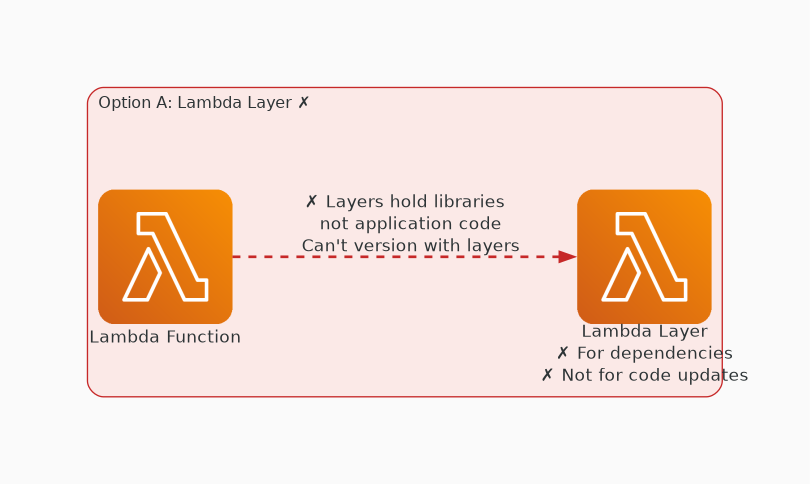 Option A: Lambda Layer ✗
✗ Layers hold libraries
not application code
Can't version with layers
Lambda Function
Lambda Layer
✗ For dependencies
✗ Not for code updates